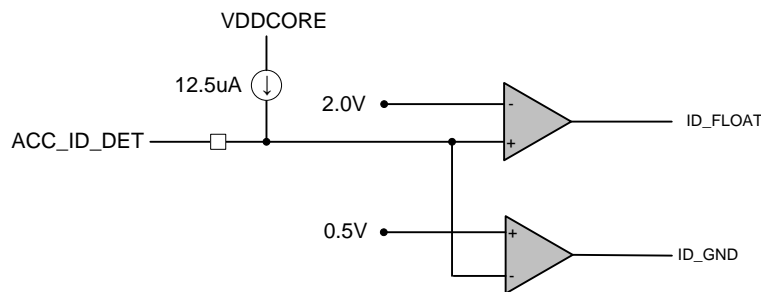 VDDCORE
12.5uA
2.0V
-
ID_FLOAT
ACC_ID_DET
+
0.5V
+
ID_GND
-